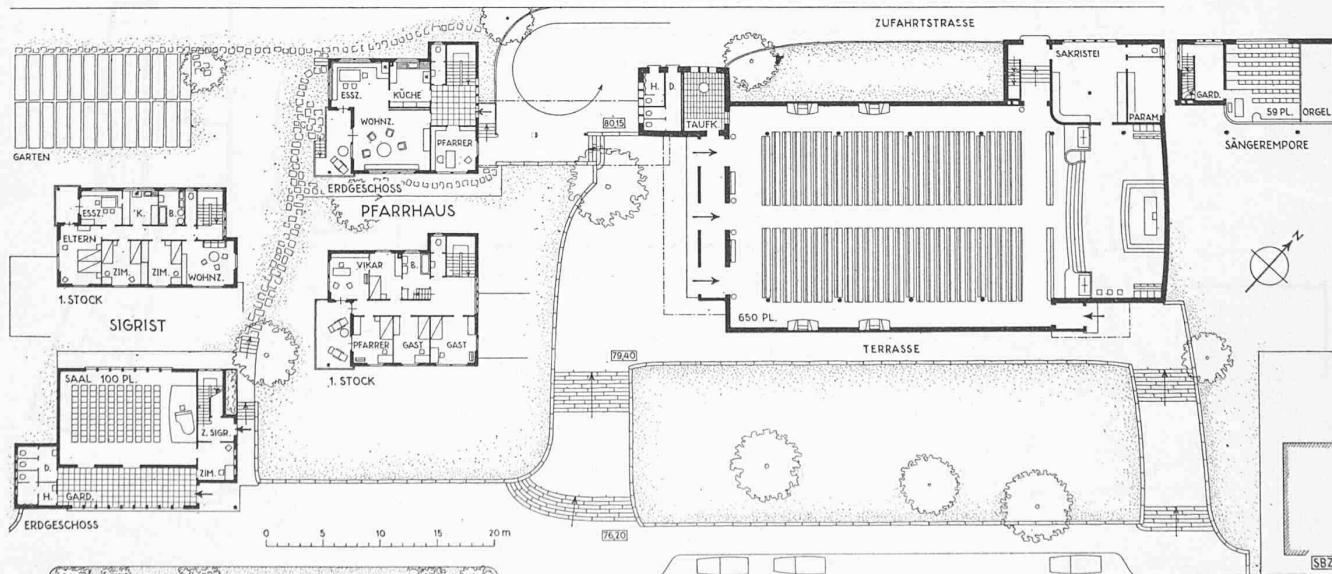 ZUFAHRTSTRASSE
SAKRISTEI
PARAM.
GARD.
59 PL.
ORGEL
SÄNGEREMPORE
H.
D.
TAUFK.
80.15
650 PL.
TERRASSE
79,40
76,20
N
GARTEN
ESSZ.
KÜCHE
WOHNZ.
PFARRER
ERDGESCHOSS
PFARRHAUS
VIKAR
B.
PFARRER
GAST
GAST
1. STOCK
ESSZ.
K.
B.
ELTERN
ZIM.
ZIM.
WOHNZ.
1. STOCK
SIGRIST
SAAL 100 PL.
Z. SIGR.
ZIM.
D.
H.
GARD.
ERDGESCHOSS
0 10 20 m
SBZ